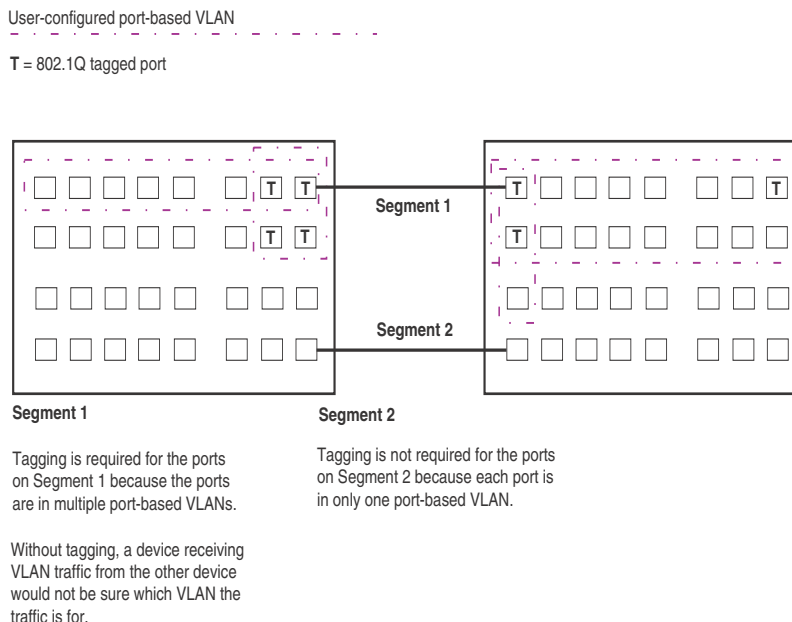 User-configured port-based VLAN
T = 802.1Q tagged port
T T T T
Segment 1
T T T
Segment 2
Segment 1
Tagging is required for the ports
on Segment 1 because the ports
are in multiple port-based VLANs.
Without tagging, a device receiving
VLAN traffic from the other device
would not be sure which VLAN the
traffic is for.
Segment 2
Tagging is not required for the ports
on Segment 2 because each port is
in only one port-based VLAN.